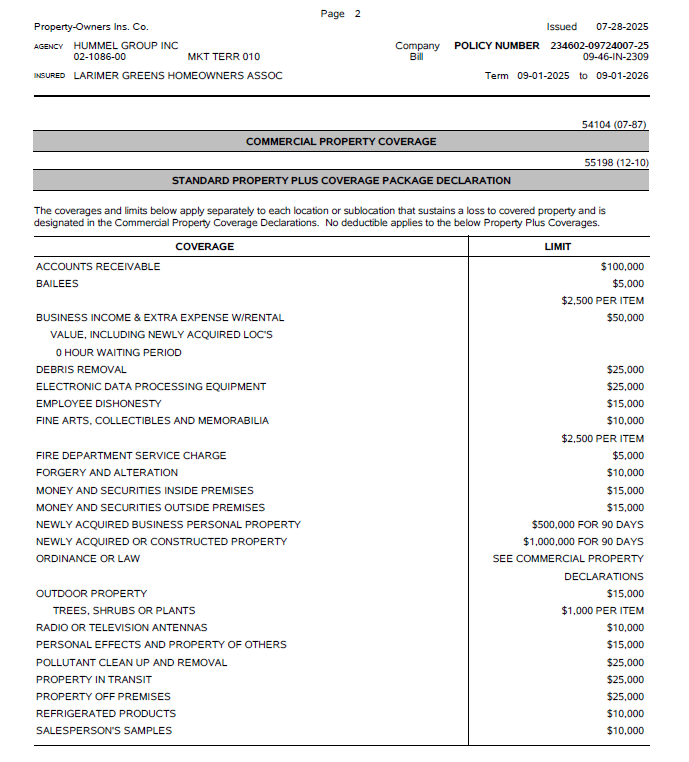 Page 2
Property-Owners Ins. Co. Issued 07-28-2025
AGENCY HUMMEL GROUP INC Company POLICY NUMBER 234602-09724007-25
02-1086-00 MKT TERR 010 Bill 09-46-IN-2309
INSURED LARIMER GREENS HOMEOWNERS ASSOC Term 09-01-2025 to 09-01-2026
54104 (07-87)
COMMERCIAL PROPERTY COVERAGE
55198 (12-10)
STANDARD PROPERTY PLUS COVERAGE PACKAGE DECLARATION
The coverages and limits below apply separately to each location or sublocation that sustains a loss to covered property and is
designated in the Commercial Property Coverage Declarations. No deductible applies to the below Property Plus Coverages.
COVERAGE LIMIT
ACCOUNTS RECEIVABLE $100,000
BAILEES $5,000
$2,500 PER ITEM
BUSINESS INCOME & EXTRA EXPENSE W/RENTAL $50,000
VALUE, INCLUDING NEWLY ACQUIRED LOC'S
0 HOUR WAITING PERIOD
DEBRIS REMOVAL $25,000
ELECTRONIC DATA PROCESSING EQUIPMENT $25,000
EMPLOYEE DISHONESTY $15,000
FINE ARTS, COLLECTIBLES AND MEMORABILIA $10,000
$2,500 PER ITEM
FIRE DEPARTMENT SERVICE CHARGE $5,000
FORGERY AND ALTERATION $10,000
MONEY AND SECURITIES INSIDE PREMISES $15,000
MONEY AND SECURITIES OUTSIDE PREMISES $15,000
NEWLY ACQUIRED BUSINESS PERSONAL PROPERTY $500,000 FOR 90 DAYS
NEWLY ACQUIRED OR CONSTRUCTED PROPERTY $1,000,000 FOR 90 DAYS
ORDINANCE OR LAW SEE COMMERCIAL PROPERTY
DECLARATIONS
OUTDOOR PROPERTY $15,000
TREES, SHRUBS OR PLANTS $1,000 PER ITEM
RADIO OR TELEVISION ANTENNAS $10,000
PERSONAL EFFECTS AND PROPERTY OF OTHERS $15,000
POLLUTANT CLEAN UP AND REMOVAL $25,000
PROPERTY IN TRANSIT $25,000
PROPERTY OFF PREMISES $25,000
REFRIGERATED PRODUCTS $10,000
SALESPERSON'S SAMPLES $10,000